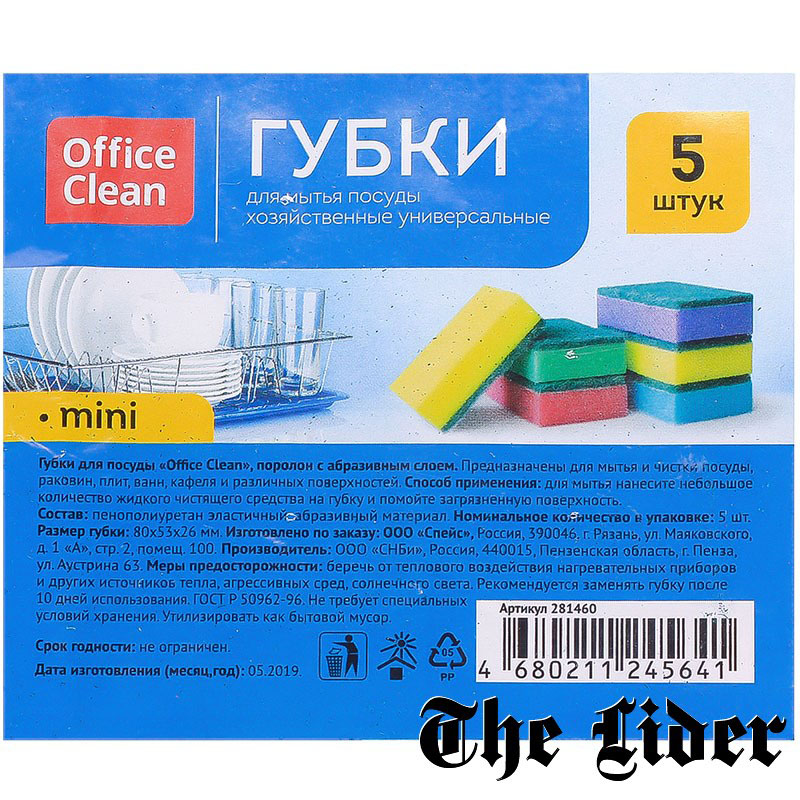 Office
Clean
ГУБКИ
для мытья посуды
хозяйственные универсальные
5
штук
• mini
Губки для посуды «Office Clean», поролон с абразивным слоем. Предназначены для мытья и чистки посуды,
раковин, плит, ванн, кафеля и различных поверхностей. Способ применения: для мытья нанесите небольшое
количество жидкого чистящего средства на губку и помойте загрязненную поверхность.
Состав: пенополиуретан эластичный абразивный материал. Номинальное количество в упаковке: 5 шт.
Размер губки: 80х53х26 мм. Изготовлено по заказу: ООО «Спейс», Россия, 390046, г. Рязань, ул. Маяковского,
д. 1 «А», стр. 2, помещ. 100. Производитель: ООО «СНБи», Россия, 440015, Пензенская область, г. Пенза,
ул. Аустрина 63. Меры предосторожности: беречь от теплового воздействия нагревательных приборов
и других источников тепла, агрессивных сред, солнечного света. Рекомендуется заменять губку после
10 дней использования. ГОСТ Р 50962-96. Не требует специальных
условий хранения. Утилизировать как бытовой мусор.
Артикул 281460
Срок годности: не ограничен.
Дата изготовления (месяц,год): 05.2019.
05
PP
4 680211 245641
The Lider